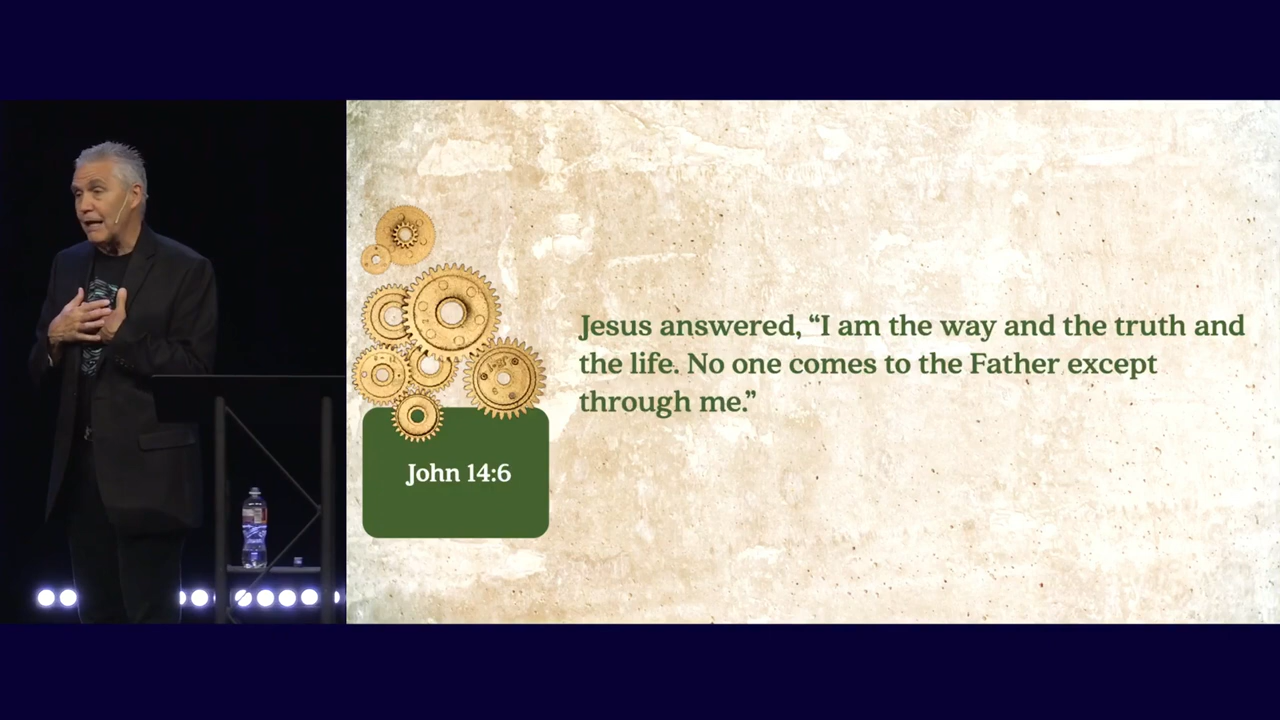 Jesus answered, “I am the way and the truth and
the life. No one comes to the Father except
through me.”
John 14:6